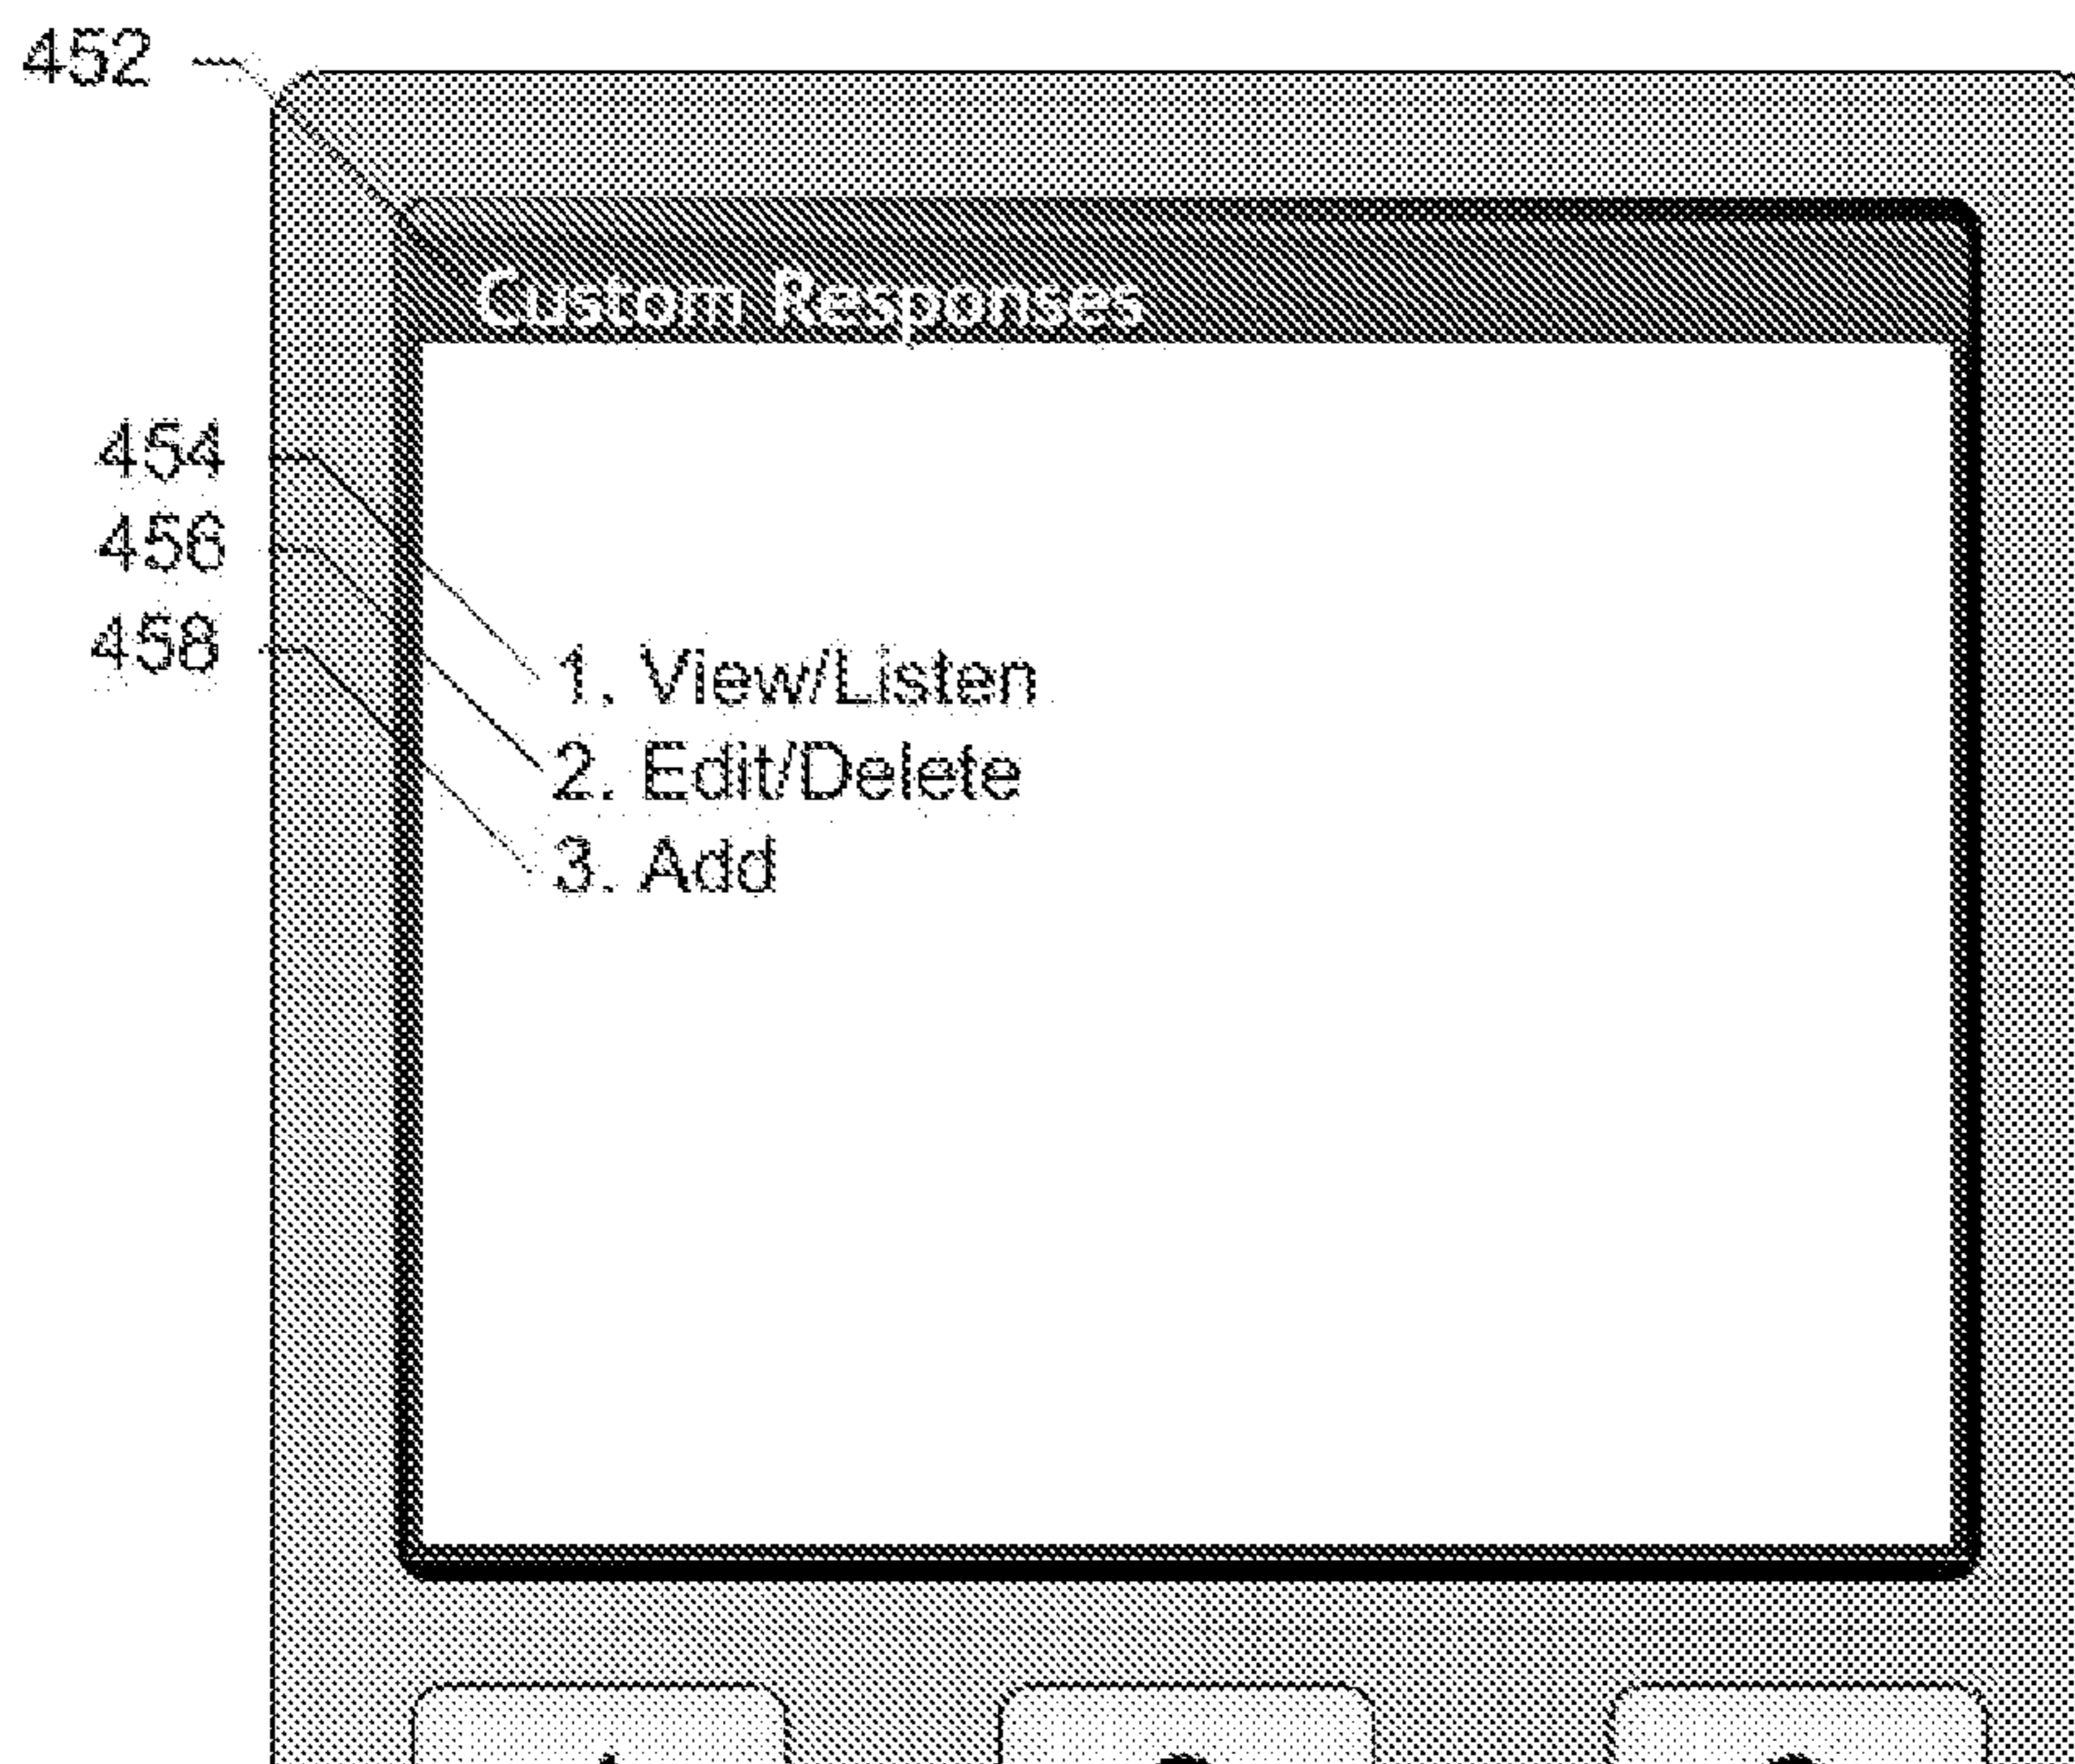 452
Custom Responses
454
456
458
1. View/Listen
2. Edit/Delete
3. Add